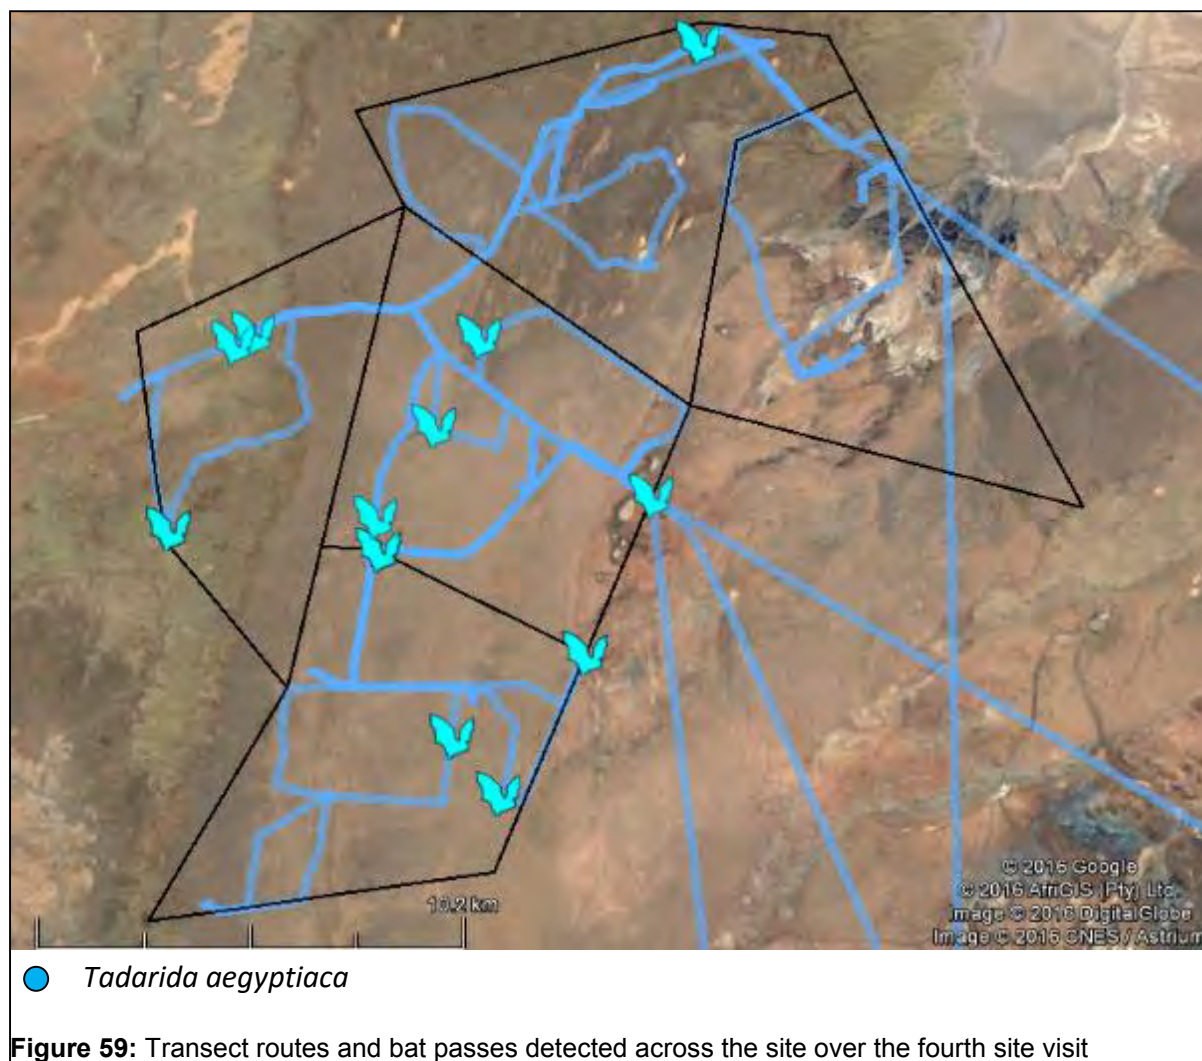 10.2 km
© 2016 Google
© 2016 AfriGIS (Pty) Ltd.
Image © 2016 DigitalGlobe
Image © 2016 CNES / Astrium
Tadarida aegyptiaca
Figure 59: Transect routes and bat passes detected across the site over the fourth site visit